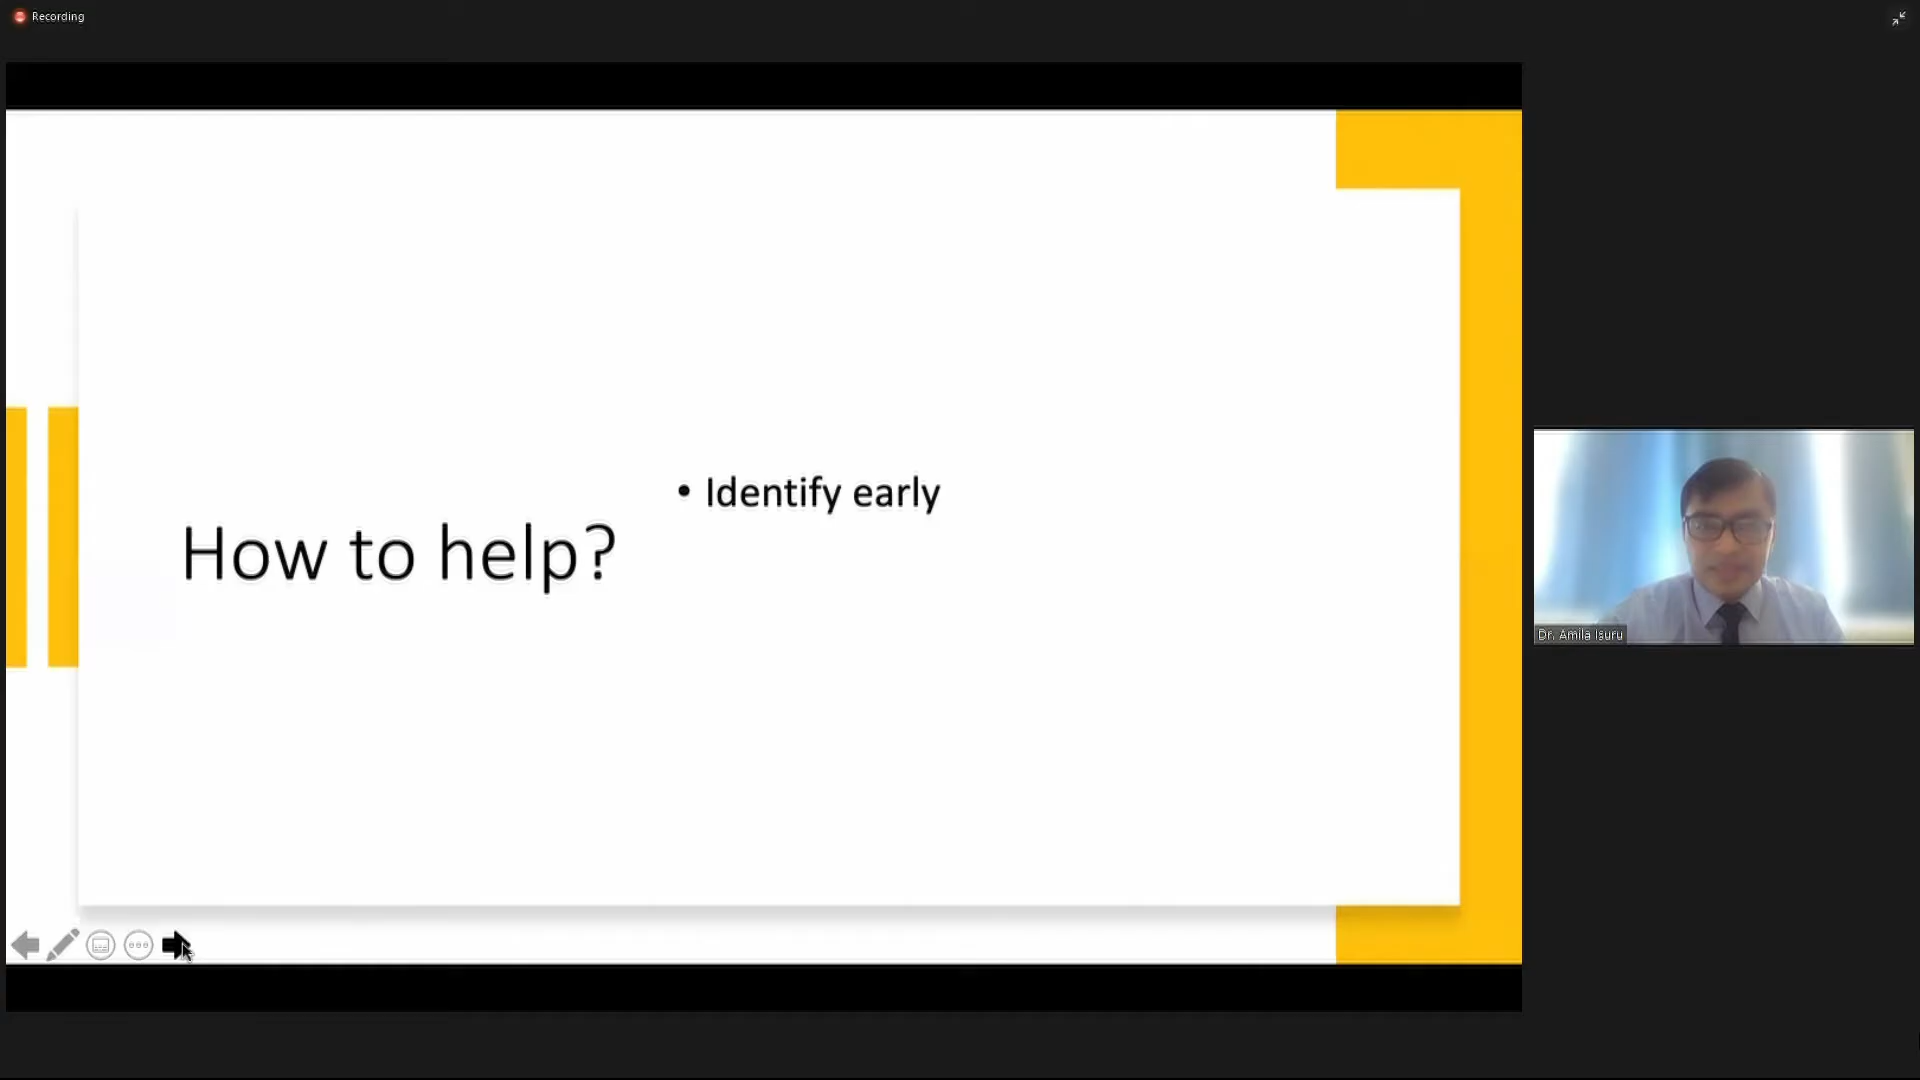 Recording
• Identify early
How to help?
Dr. Amila Isuru